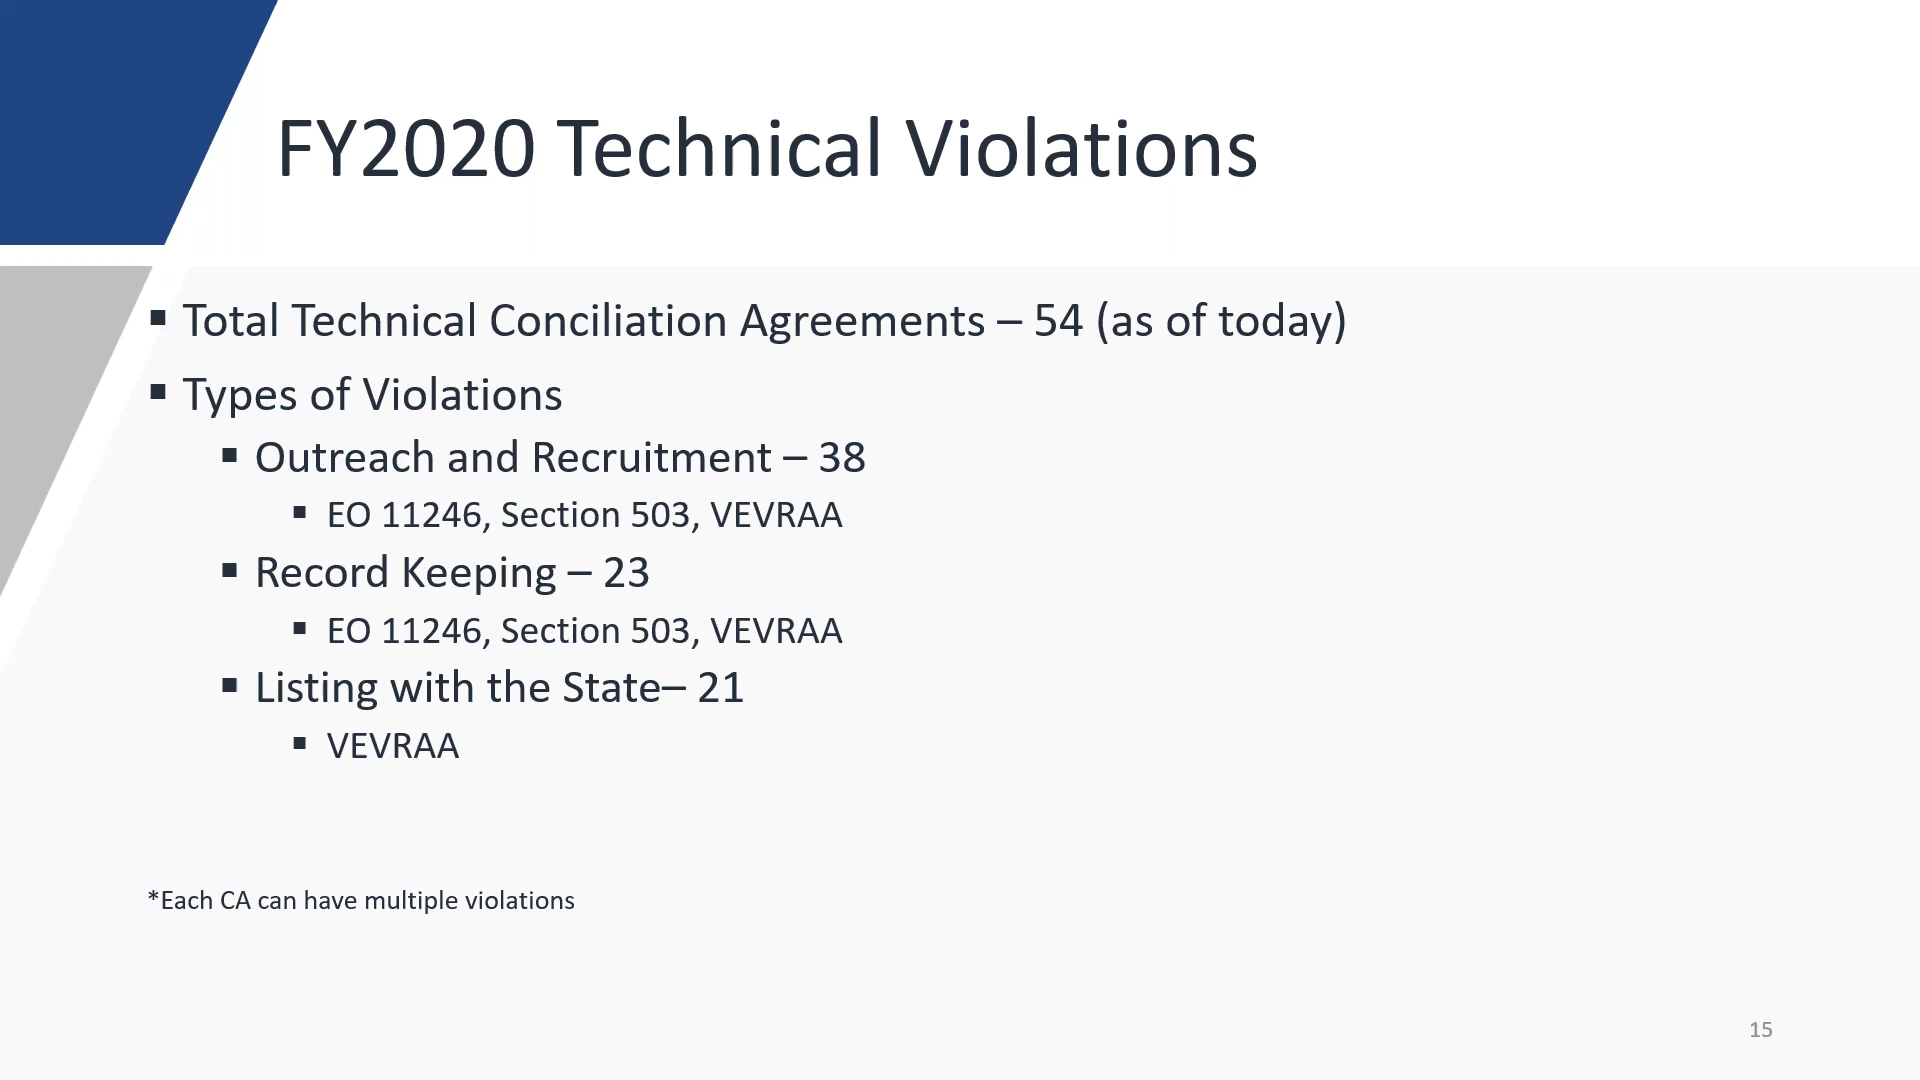 FY2020 Technical Violations
▪ Total Technical Conciliation Agreements – 54 (as of today)
▪ Types of Violations
▪ Outreach and Recruitment – 38
▪ EO 11246, Section 503, VEVRAA
▪ Record Keeping – 23
▪ EO 11246, Section 503, VEVRAA
▪ Listing with the State– 21
▪ VEVRAA
*Each CA can have multiple violations
15